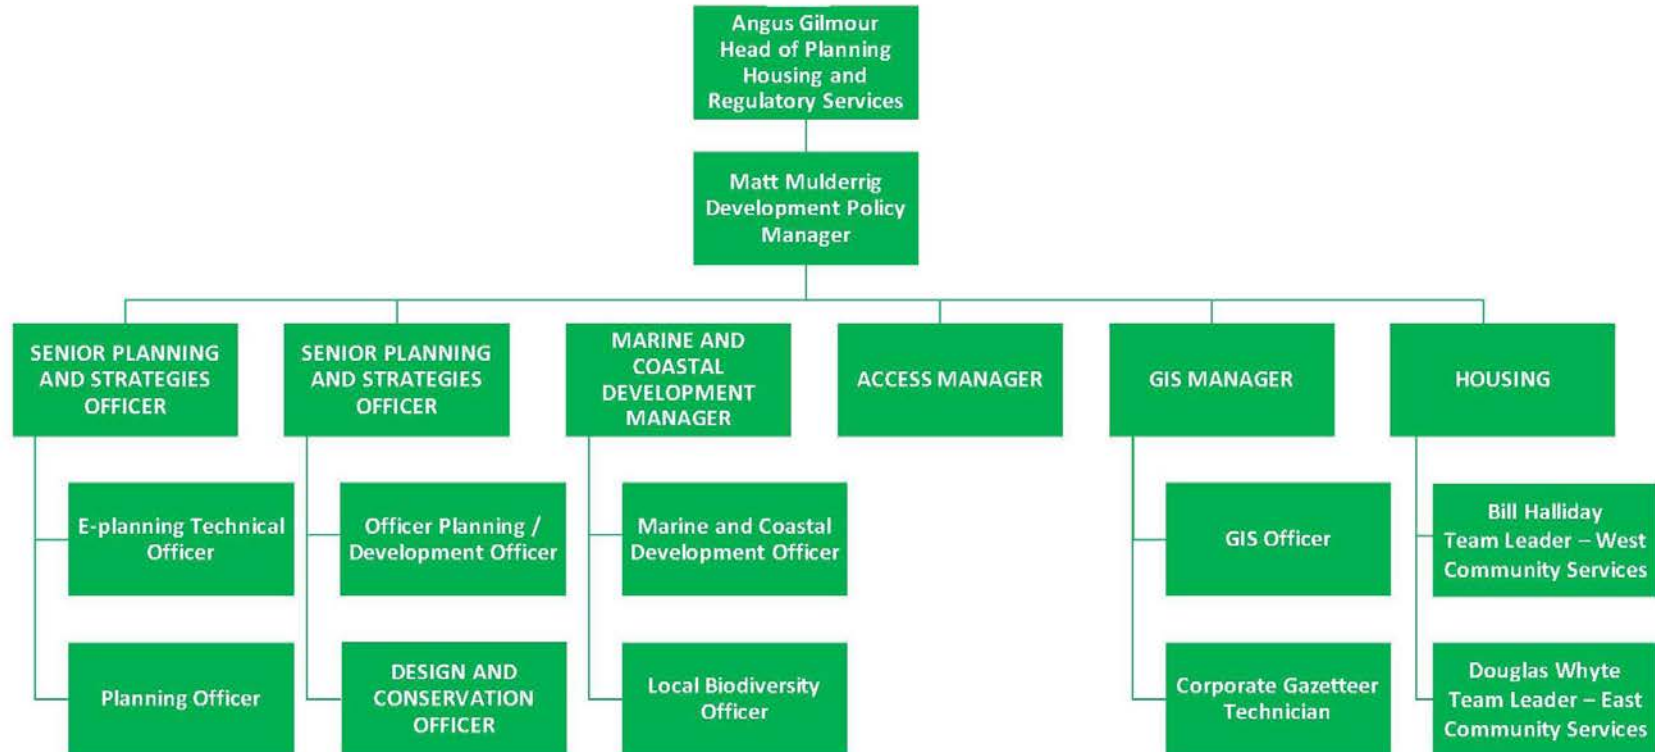 Angus Gilmour
Head of Planning
Housing and
Regulatory Services
Matt Mulderrig
Development Policy
Manager
SENIOR PLANNING
AND STRATEGIES
OFFICER
SENIOR PLANNING
AND STRATEGIES
OFFICER
MARINE AND
COASTAL
DEVELOPMENT
MANAGER
ACCESS MANAGER
GIS MANAGER
HOUSING
E-planning Technical
Officer
Officer Planning /
Development Officer
Marine and Coastal
Development Officer
GIS Officer
Bill Halliday
Team Leader – West
Community Services
Planning Officer
DESIGN AND
CONSERVATION
OFFICER
Local Biodiversity
Officer
Corporate Gazetteer
Technician
Douglas Whyte
Team Leader – East
Community Services